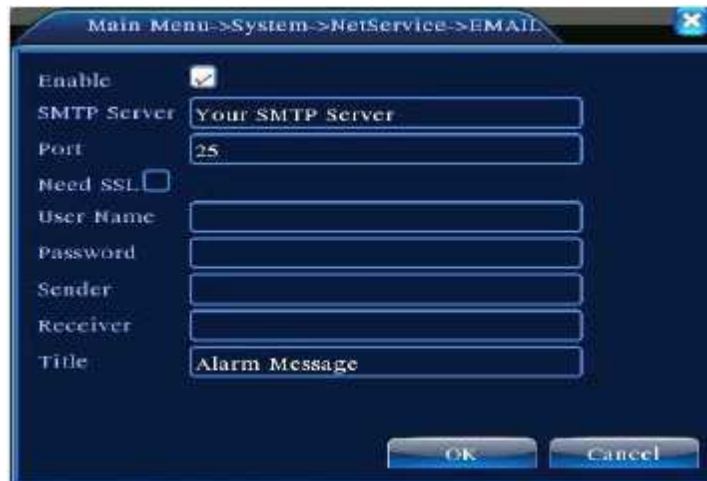 Main Menu->System->NetService->EMAIL
Enable
SMTP Server Your SMTP Server
Port 25
Need SSL
User Name
Password
Sender
Receiver
Title Alarm Message
OK Cancel